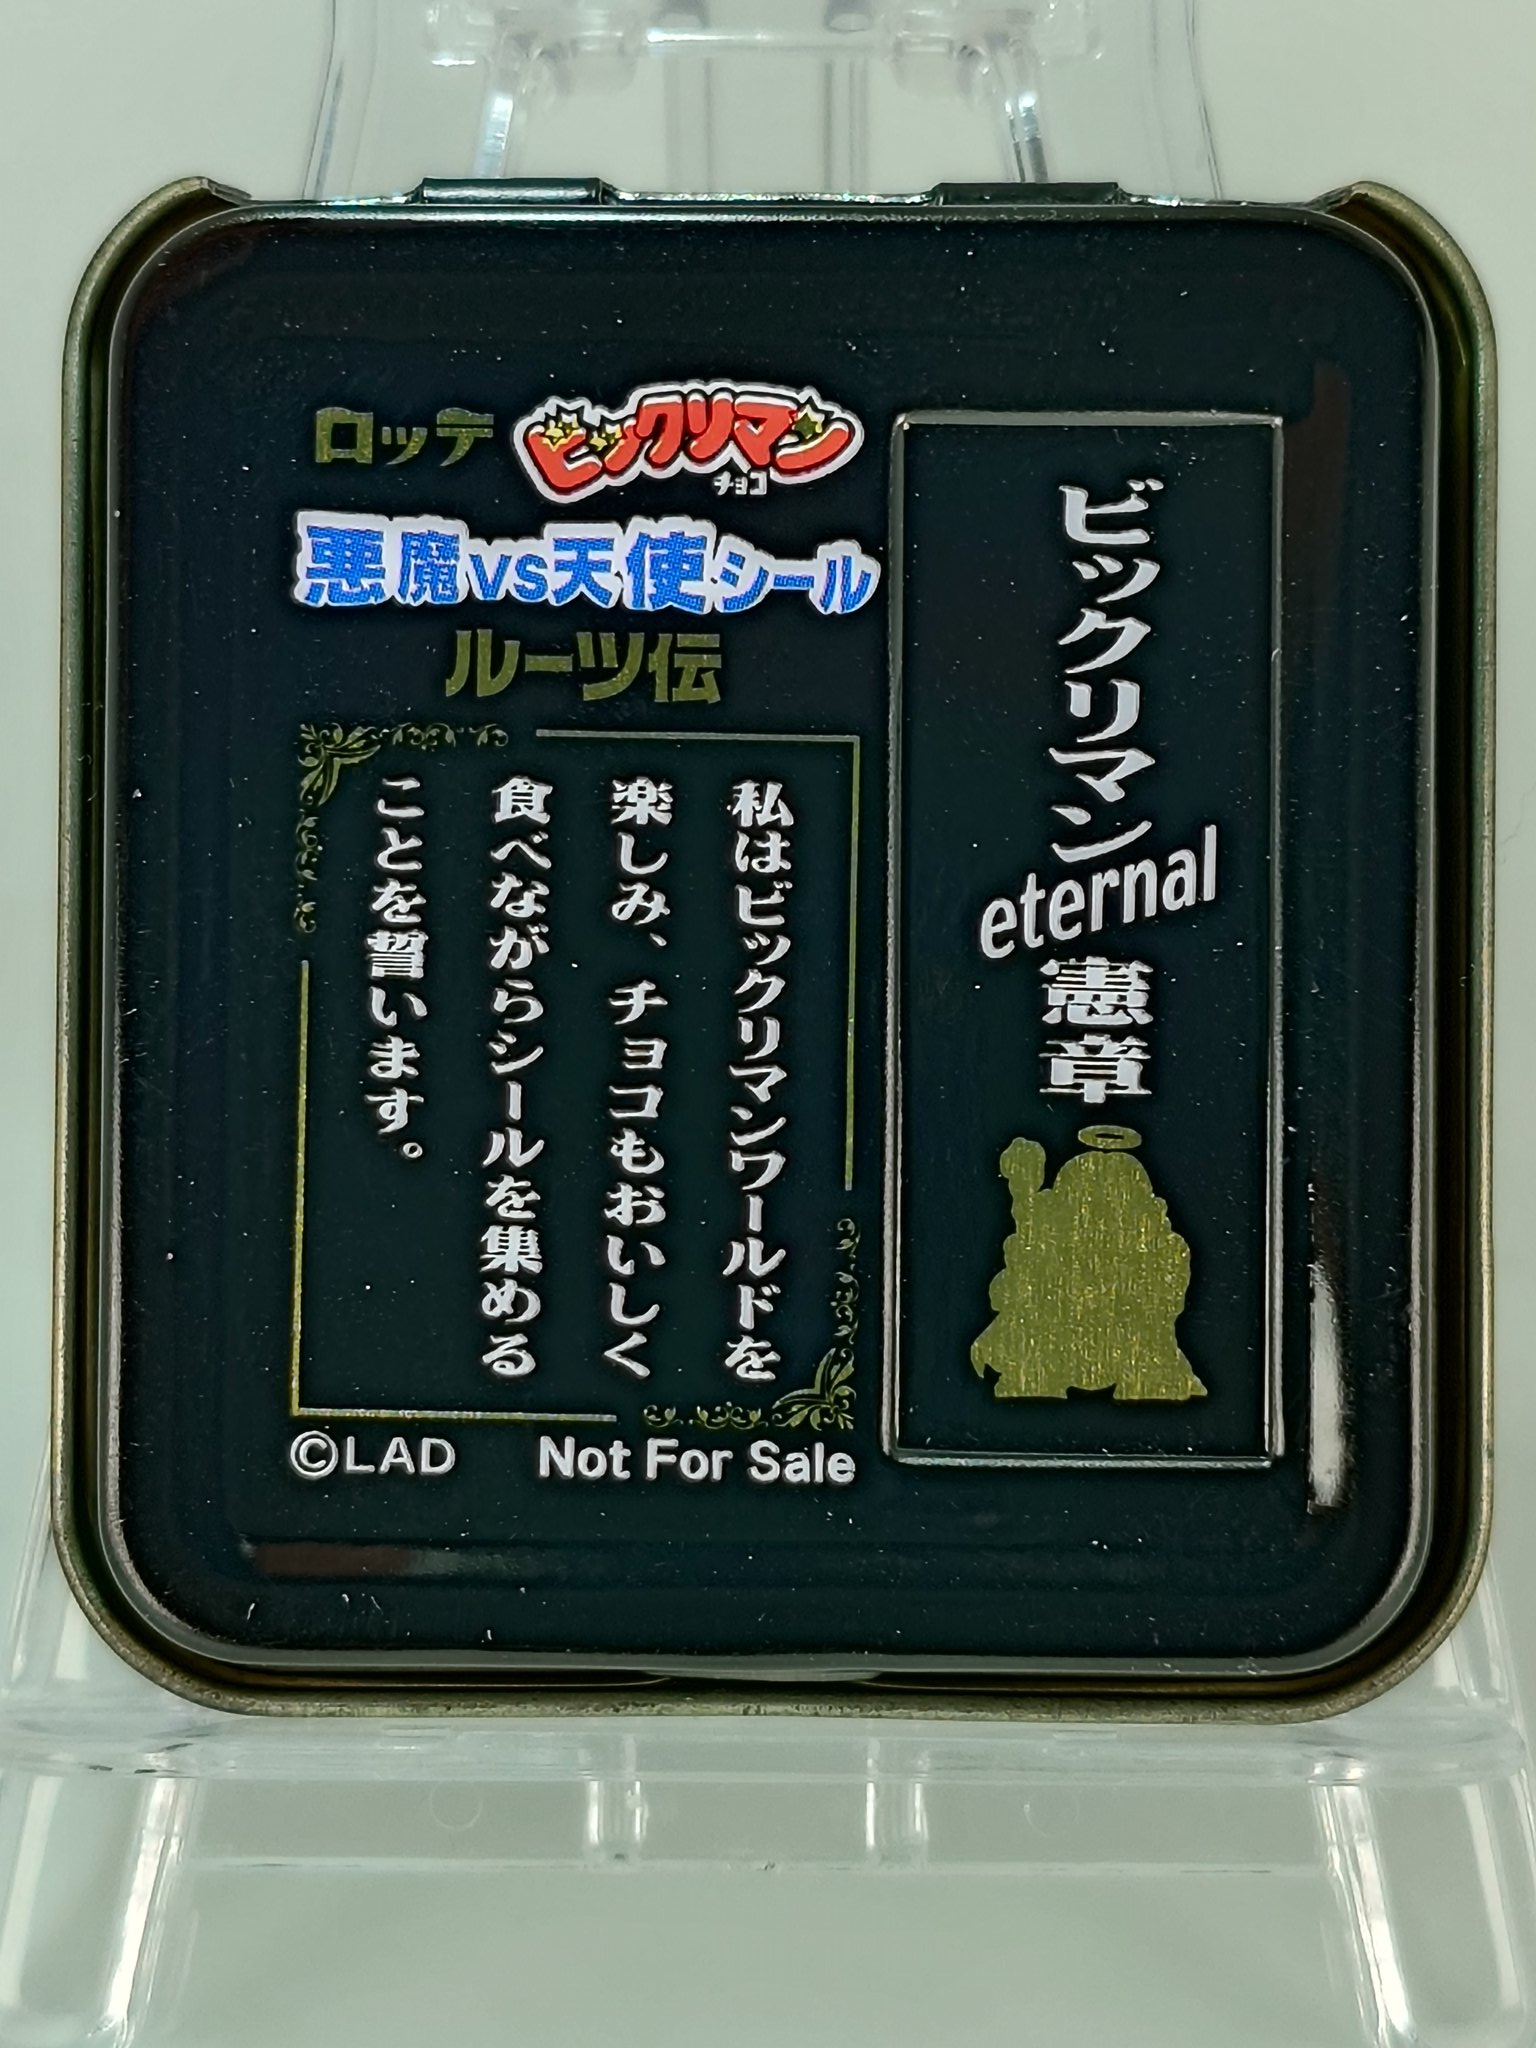 ロッテ ビックリマン
チョコ
悪魔VS天使シール
ルーツ伝
ビックリマン
eternal
憲章
私はビックリマンワールドを
楽しみ、チョコもおいしく
食べながらシールを集める
ことを誓います。
©LAD Not For Sale